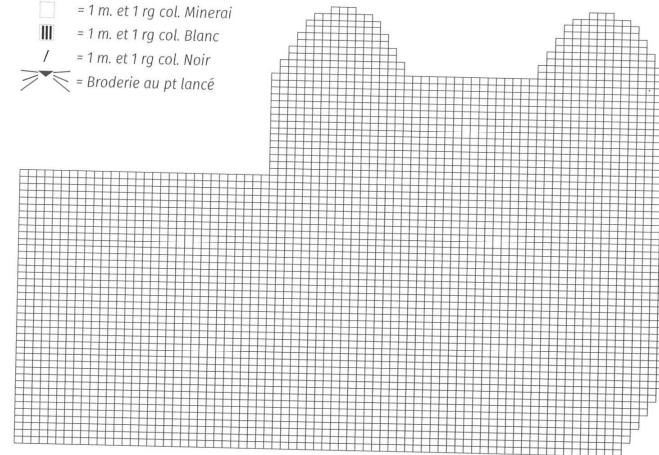 = 1 m. et 1 rg col. Minerai
= 1 m. et 1 rg col. Blanc
= 1 m. et 1 rg col. Noir
= Broderie au pt lancé